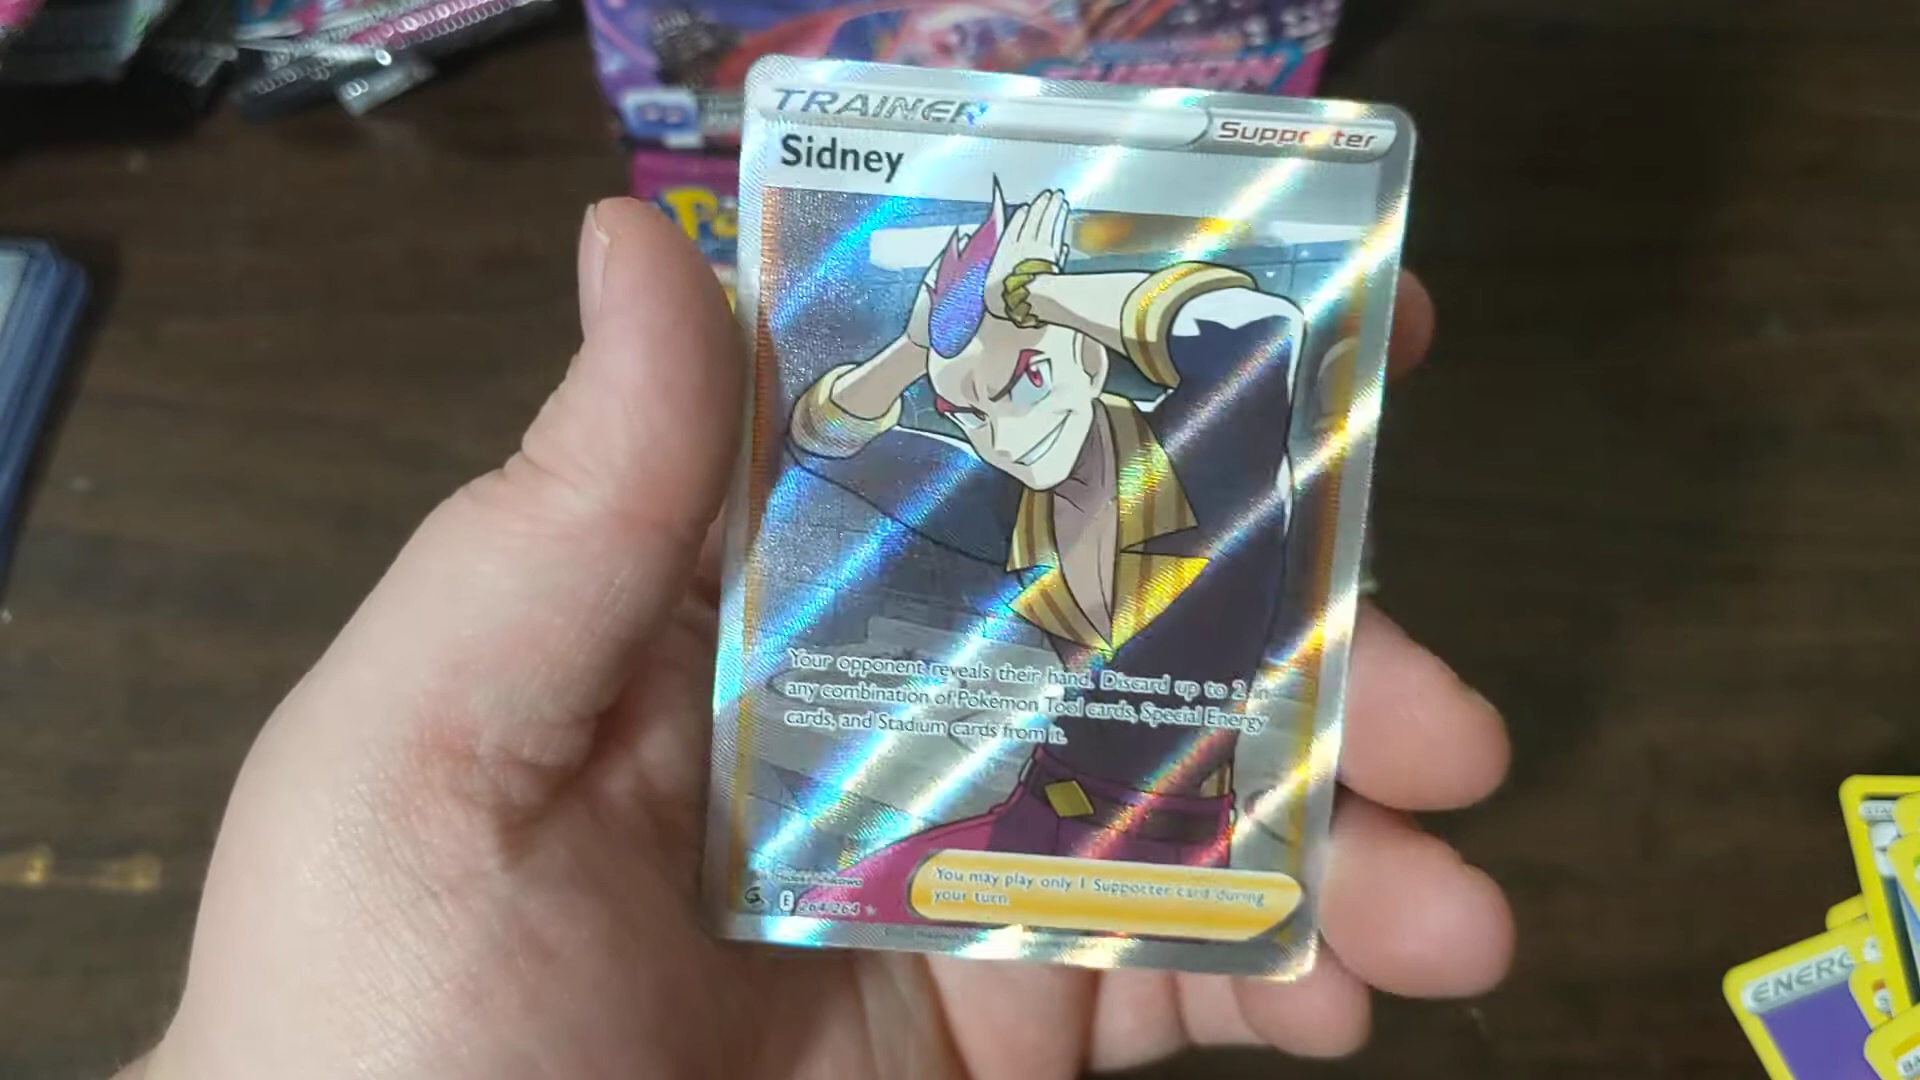 TRAINER
Supporter
Sidney
Your opponent reveals their hand. Discard up to 2 in
any combination of Pokémon Tool cards, Special Energy
cards, and Stadium cards from it.
You may play only 1 Supporter card during
your turn.
E 264/264
ENERG